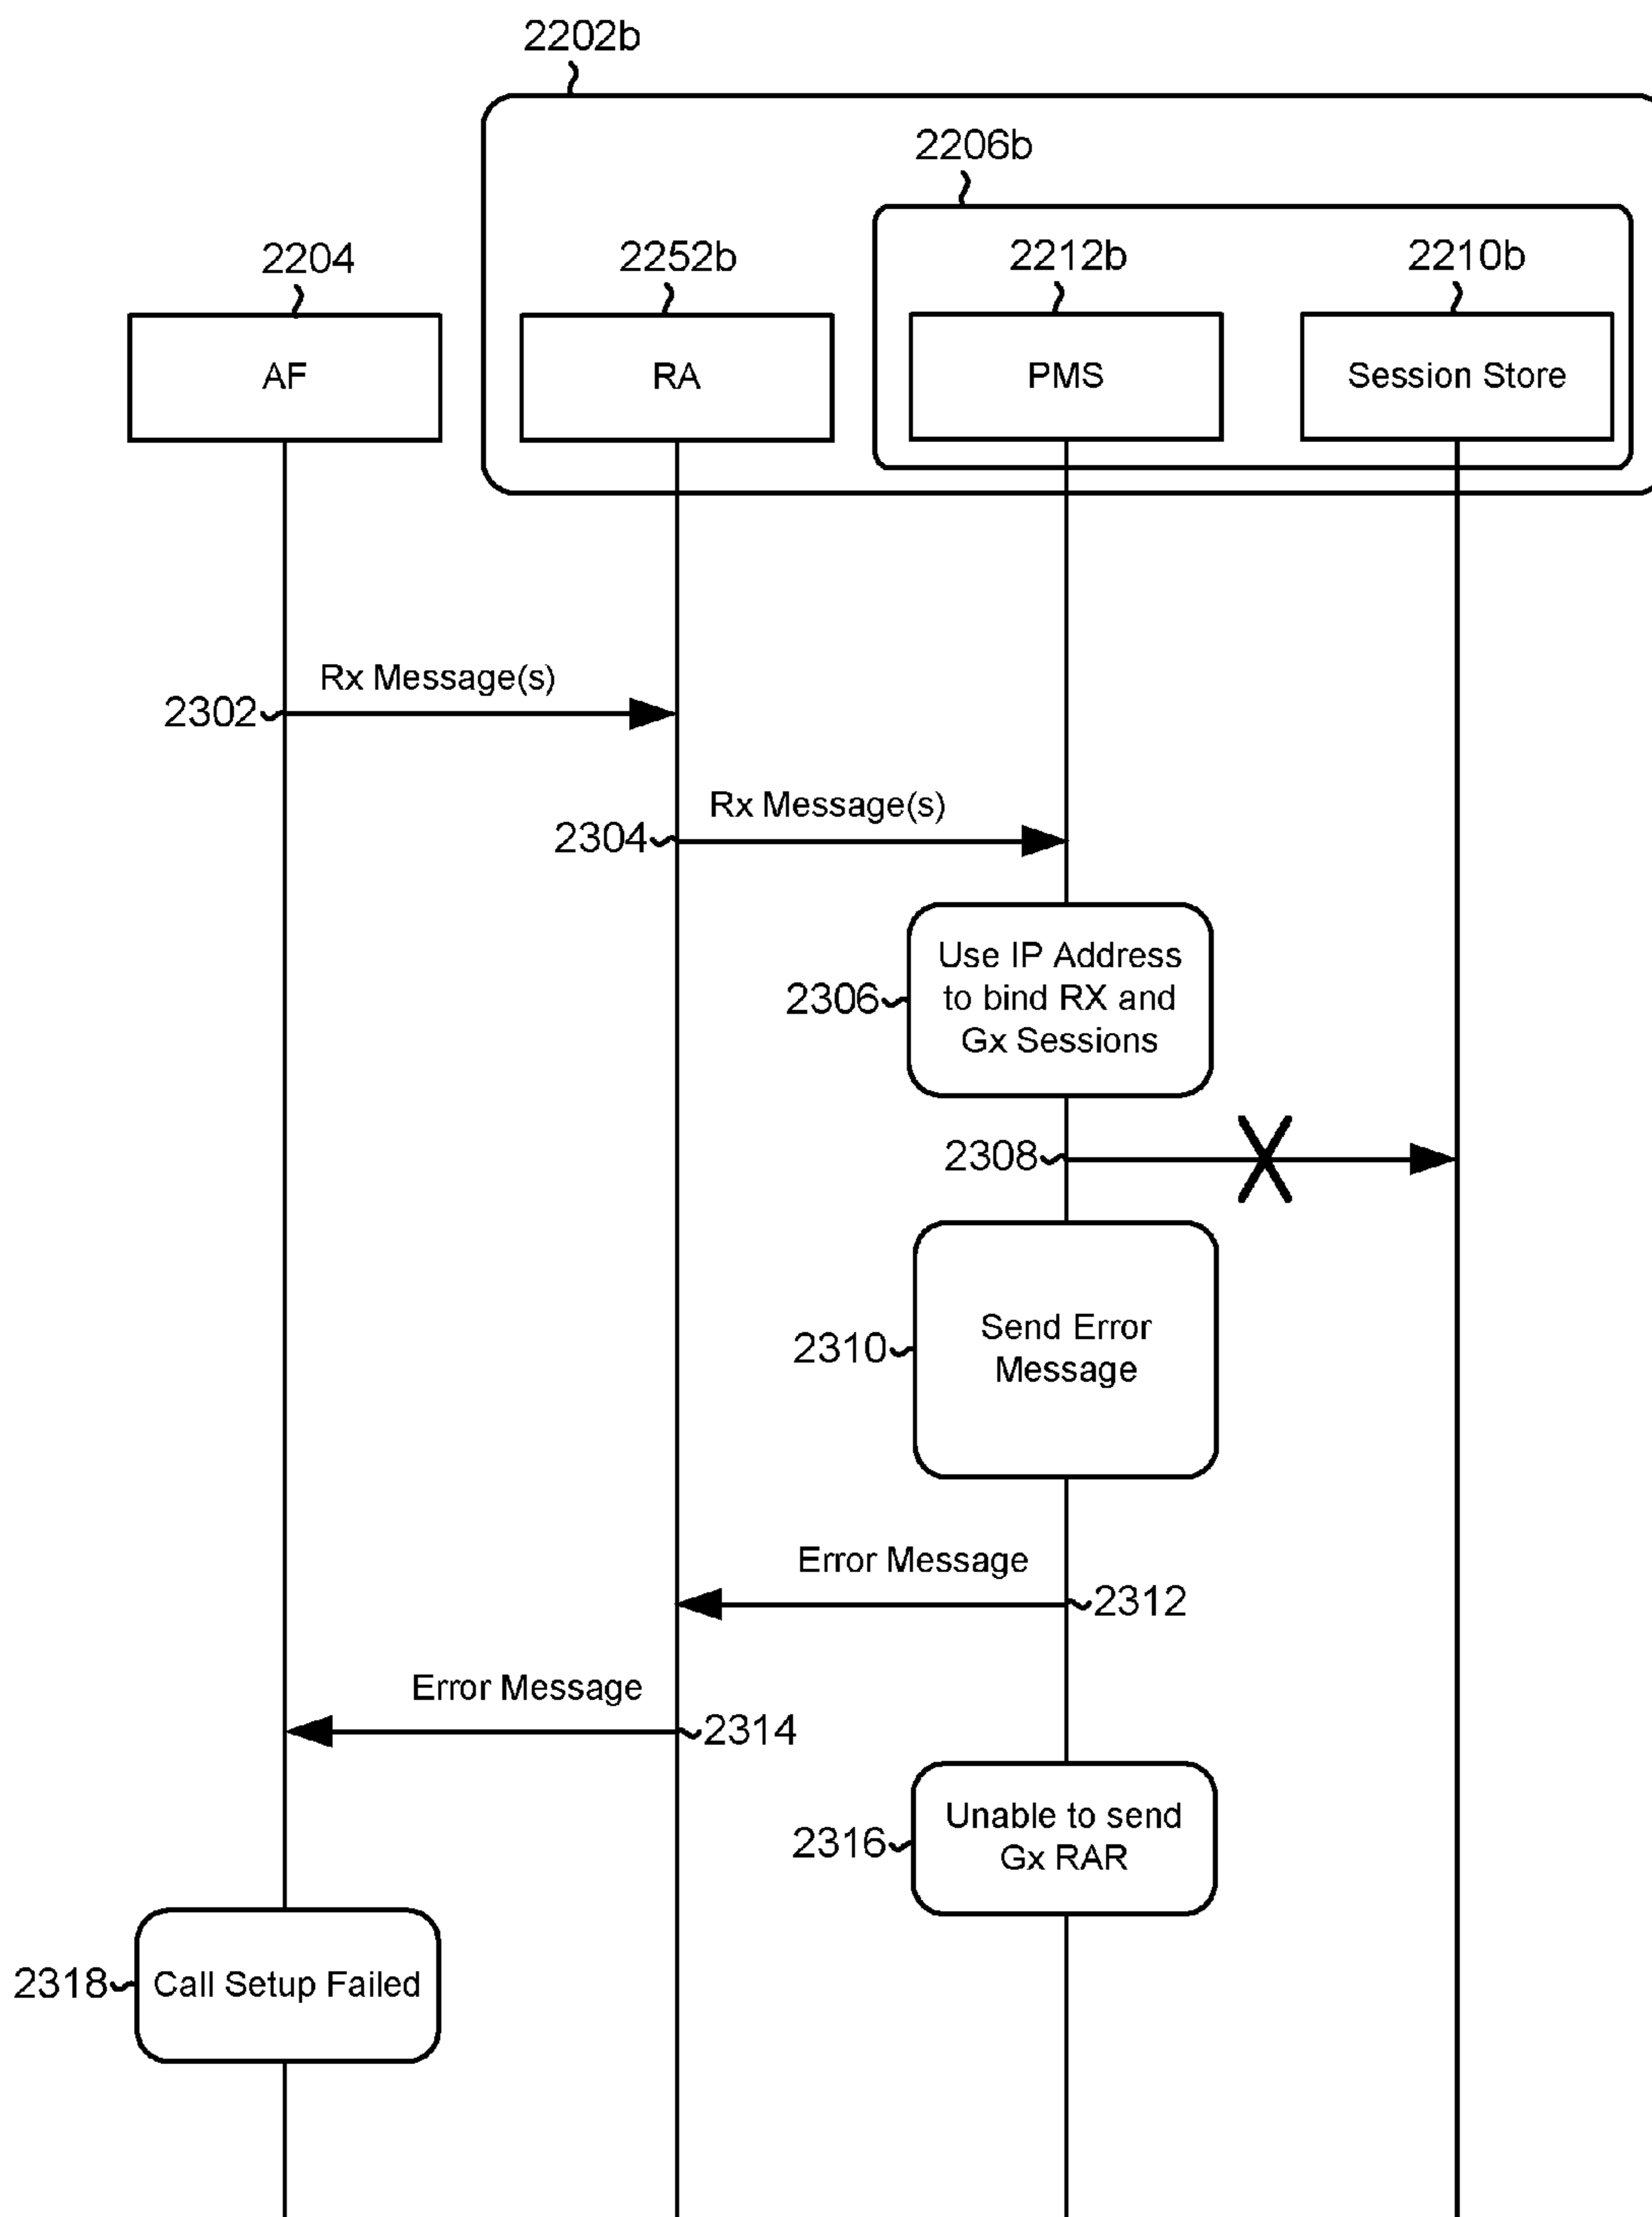 2202b
2206b
2204
2252b
2212b
2210b
AF
RA
PMS
Session Store
Rx Message(s)
2302
Rx Message(s)
2304
Use IP Address
to bind RX and
Gx Sessions
2306
2308
Send Error
Message
2310
Error Message
2312
Error Message
2314
Unable to send
Gx RAR
2316
2318
Call Setup Failed